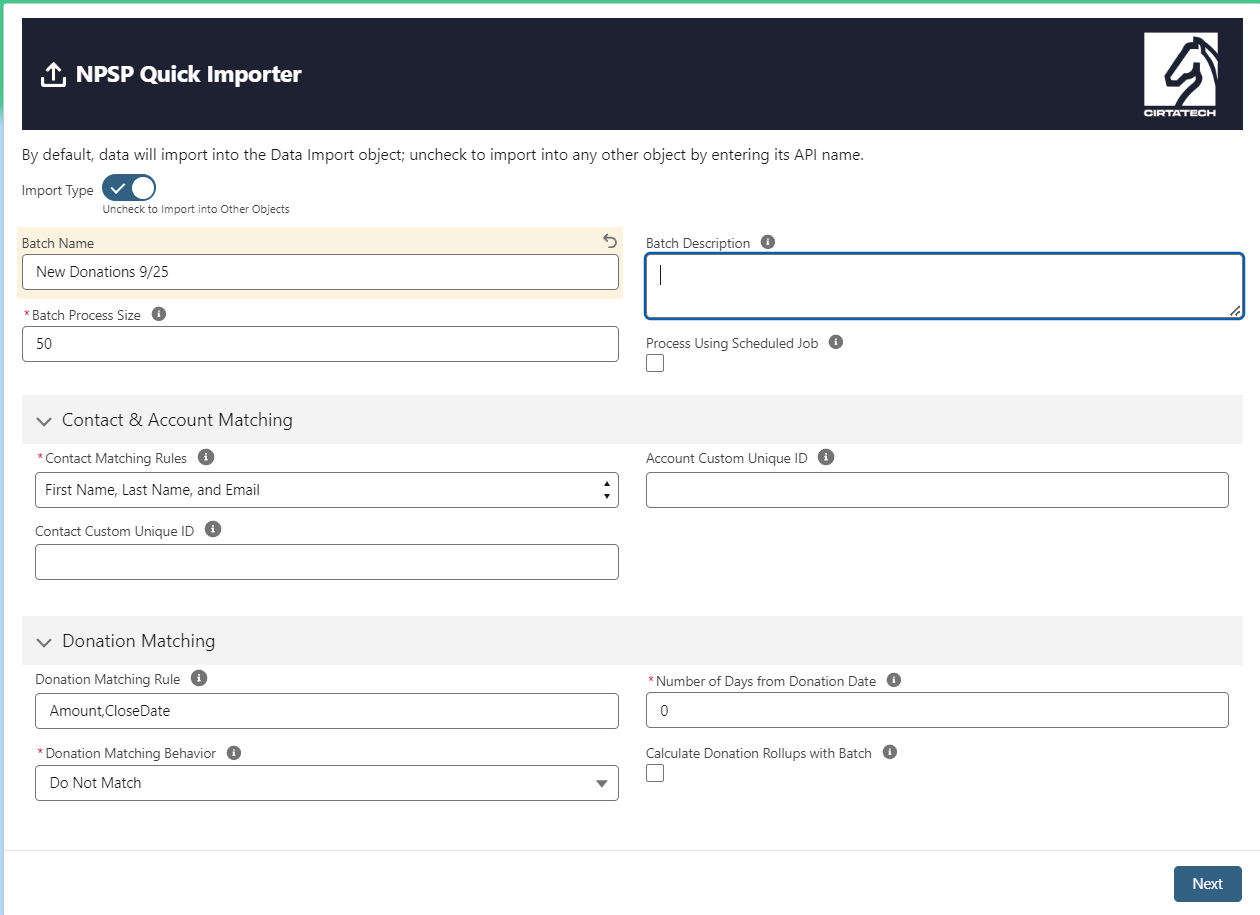 NPSP Quick Importer
CIRTATECH
By default, data will import into the Data Import object; uncheck to import into any other object by entering its API name.
Import Type
Uncheck to Import into Other Objects
Batch Name
New Donations 9/25
Batch Description
*Batch Process Size
50
Process Using Scheduled Job
Contact & Account Matching
*Contact Matching Rules
First Name, Last Name, and Email
Account Custom Unique ID
Contact Custom Unique ID
Donation Matching
Donation Matching Rule
Amount,CloseDate
*Number of Days from Donation Date
0
*Donation Matching Behavior
Do Not Match
Calculate Donation Rollups with Batch
Next